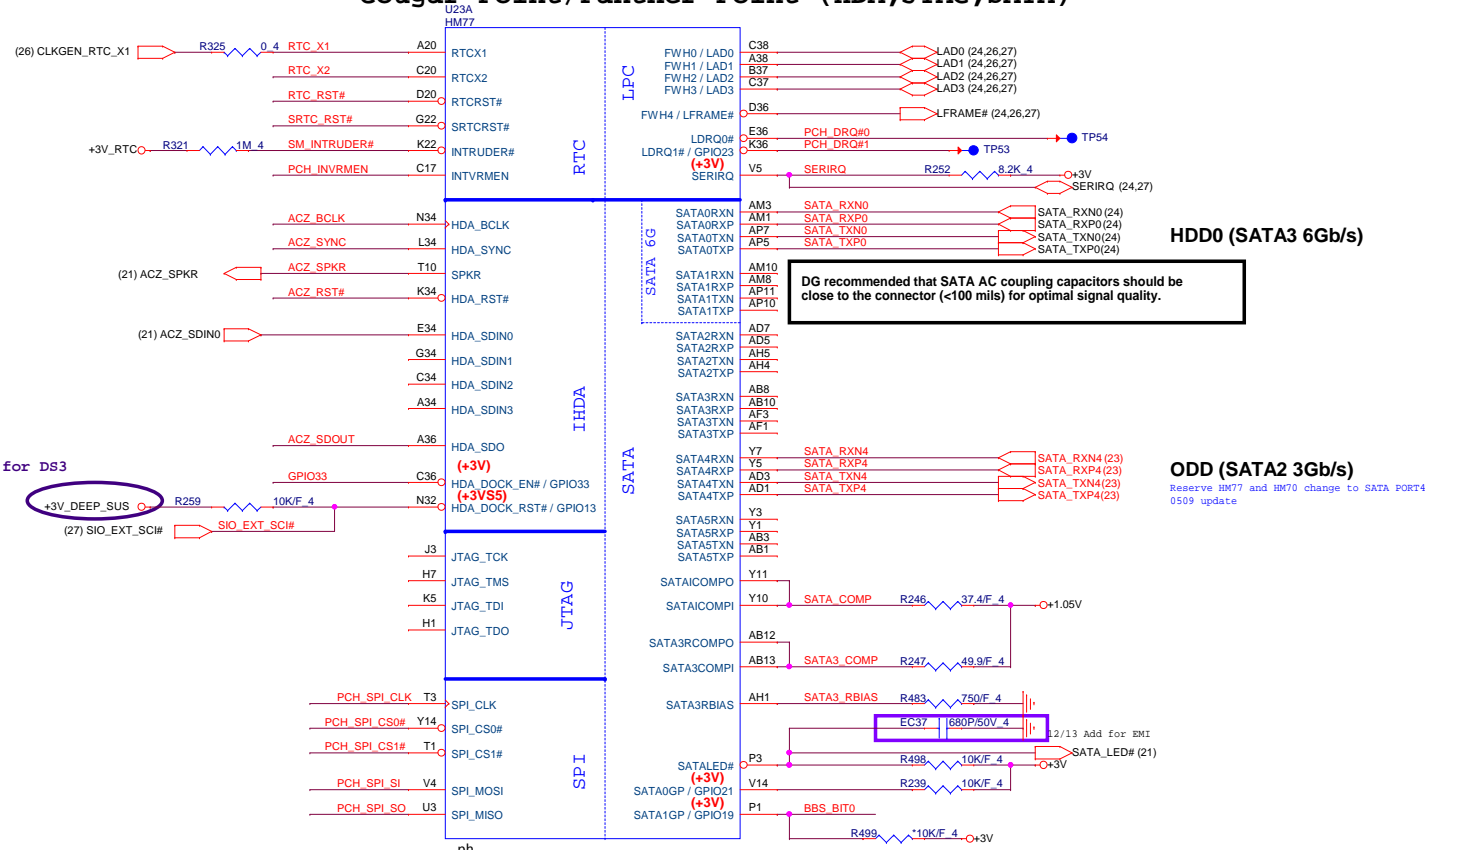 Cougar Point/Panther Point (HDA,JTAG,SATA)
U23A
HM77
(26) CLKGEN_RTC_X1 R325 0_4 RTC_X1 A20 RTCX1
RTC_X2 C20 RTCX2
RTC_RST# D20 RTCRST#
SRTC_RST# G22 SRTCRST#
+3V_RTC R321 1M_4 SM_INTRUDER# K22 INTRUDER#
PCH_INVRMEN C17 INTVRMEN
RTC
LPC
FWH0 / LAD0 C38 LAD0 (24,26,27)
FWH1 / LAD1 A38 LAD1 (24,26,27)
FWH2 / LAD2 B37 LAD2 (24,26,27)
FWH3 / LAD3 C37 LAD3 (24,26,27)
FWH4 / LFRAME# D36 LFRAME# (24,26,27)
LDRQ0# E36 PCH_DRQ#0 TP54
LDRQ1# / GPIO23 K36 PCH_DRQ#1 TP53
(+3V)
SERIRQ V5 SERIRQ R252 8.2K_4 +3V
SERIRQ (24,27)
ACZ_BCLK N34 HDA_BCLK
ACZ_SYNC L34 HDA_SYNC
(21) ACZ_SPKR ACZ_SPKR T10 SPKR
ACZ_RST# K34 HDA_RST#
(21) ACZ_SDIN0 E34 HDA_SDIN0
G34 HDA_SDIN1
C34 HDA_SDIN2
A34 HDA_SDIN3
ACZ_SDOUT A36 HDA_SDO
(+3V)
GPIO33 C36 HDA_DOCK_EN# / GPIO33
(+3VS5)
for DS3
+3V_DEEP_SUS R259 10K/F_4 N32 HDA_DOCK_RST# / GPIO13
(27) SIO_EXT_SCI# SIO_EXT_SCI#
IHDA
SATA 6G
SATA
SATA0RXN AM3 SATA_RXN0 SATA_RXN0 (24)
SATA0RXP AM1 SATA_RXP0 SATA_RXP0 (24)
SATA0TXN AP7 SATA_TXN0 SATA_TXN0(24)
SATA0TXP AP5 SATA_TXP0 SATA_TXP0(24)
HDD0 (SATA3 6Gb/s)
SATA1RXN AM10
SATA1RXP AM8
SATA1TXN AP11
SATA1TXP AP10
DG recommended that SATA AC coupling capacitors should be
close to the connector (<100 mils) for optimal signal quality.
SATA2RXN AD7
SATA2RXP AD5
SATA2TXN AH5
SATA2TXP AH4
SATA3RXN AB8
SATA3RXP AB10
SATA3TXN AF3
SATA3TXP AF1
SATA4RXN Y7 SATA_RXN4 SATA_RXN4 (23)
SATA4RXP Y5 SATA_RXP4 SATA_RXP4 (23)
SATA4TXN AD3 SATA_TXN4 SATA_TXN4(23)
SATA4TXP AD1 SATA_TXP4 SATA_TXP4(23)
ODD (SATA2 3Gb/s)
Reserve HM77 and HM70 change to SATA PORT4
0509 update
SATA5RXN Y3
SATA5RXP Y1
SATA5TXN AB3
SATA5TXP AB1
J3 JTAG_TCK
H7 JTAG_TMS
K5 JTAG_TDI
H1 JTAG_TDO
JTAG
SATAICOMPO Y11
SATAICOMPI Y10 SATA_COMP R246 37.4/F_4 +1.05V
SATA3RCOMPO AB12
SATA3COMPI AB13 SATA3_COMP R247 49.9/F_4
SATA3RBIAS AH1 SATA3_RBIAS R483 750/F_4
EC37 680P/50V_4
12/13 Add for EMI
SATA_LED# (21)
SATALED# P3 R498 10K/F_4 +3V
(+3V)
SATA0GP / GPIO21 V14 R239 10K/F_4
(+3V)
SATA1GP / GPIO19 P1 BBS_BIT0
R499 *10K/F_4 +3V
PCH_SPI_CLK T3 SPI_CLK
PCH_SPI_CS0# Y14 SPI_CS0#
PCH_SPI_CS1# T1 SPI_CS1#
PCH_SPI_SI V4 SPI_MOSI
PCH_SPI_SO U3 SPI_MISO
SPI
ph